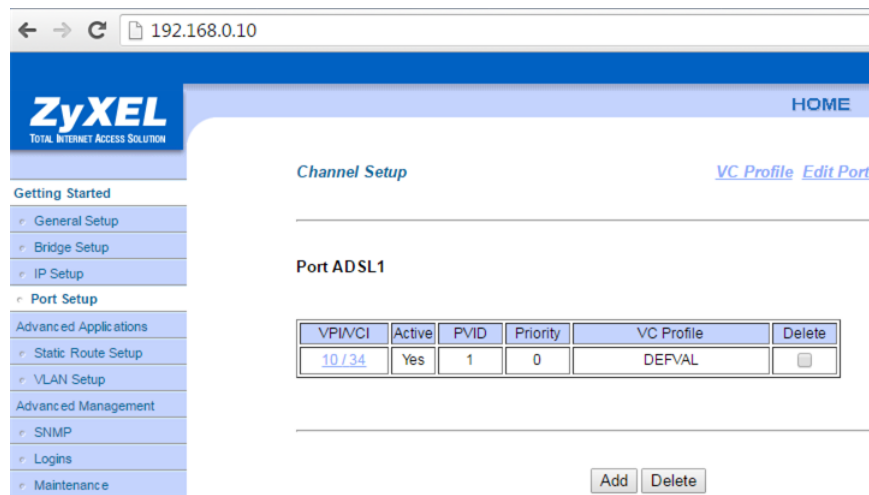 192.168.0.10
ZyXEL
TOTAL INTERNET ACCESS SOLUTION
HOME
Channel Setup
VC Profile Edit Port
Getting Started
General Setup
Bridge Setup
IP Setup
Port Setup
Advanced Applications
Static Route Setup
VLAN Setup
Advanced Management
SNMP
Logins
Maintenance
Port ADSL1
VPI/VCI Active PVID Priority VC Profile Delete
10 / 34 Yes 1 0 DEFVAL
Add Delete